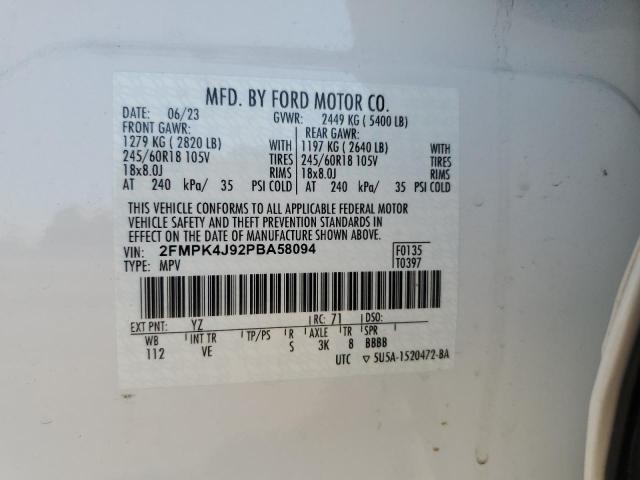 MFD. BY FORD MOTOR CO.
DATE: 06/23 GVWR: 2449 KG ( 5400 LB)
FRONT GAWR: REAR GAWR:
1279 KG ( 2820 LB) WITH 1197 KG ( 2640 LB) WITH
245/60R18 105V TIRES 245/60R18 105V TIRES
18x8.0J RIMS 18x8.0J RIMS
AT 240 kPa/ 35 PSI COLD AT 240 kPa/ 35 PSI COLD
THIS VEHICLE CONFORMS TO ALL APPLICABLE FEDERAL MOTOR
VEHICLE SAFETY AND THEFT PREVENTION STANDARDS IN
EFFECT ON THE DATE OF MANUFACTURE SHOWN ABOVE.
VIN: 2FMPK4J92PBA58094 F0135
TYPE: MPV T0397
EXT PNT: YZ RC: 71 DSO:
WB INT TR TP/PS R AXLE TR SPR
112 VE S 3K 8 BBBB
UTC ▽ 5U5A-1520472-BA